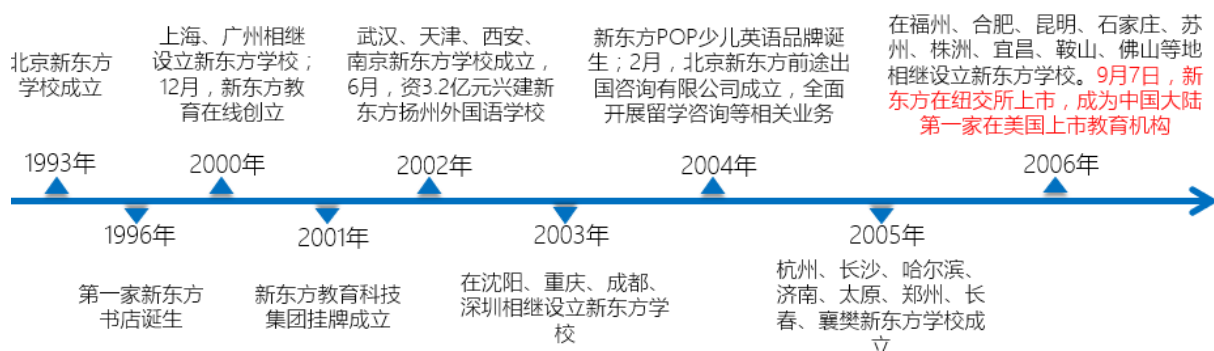 北京新东方
学校成立
上海、广州相继
设立新东方学校；
12月，新东方教
育在线创立
武汉、天津、西安、
南京新东方学校成立，
6月，资3.2亿元兴建新
东方扬州外国语学校
新东方POP少儿英语品牌诞
生；2月，北京新东方前途出
国咨询有限公司成立，全面
开展留学咨询等相关业务
在福州、合肥、昆明、石家庄、苏
州、株洲、宜昌、鞍山、佛山等地
相继设立新东方学校。9月7日，新
东方在纽交所上市，成为中国大陆
第一家在美国上市教育机构
1993年
2000年
2002年
2004年
2006年
1996年
2001年
2003年
2005年
第一家新东方
书店诞生
新东方教育科技
集团挂牌成立
在沈阳、重庆、成都、
深圳相继设立新东方学
校
杭州、长沙、哈尔滨、
济南、太原、郑州、长
春、襄樊新东方学校成
立